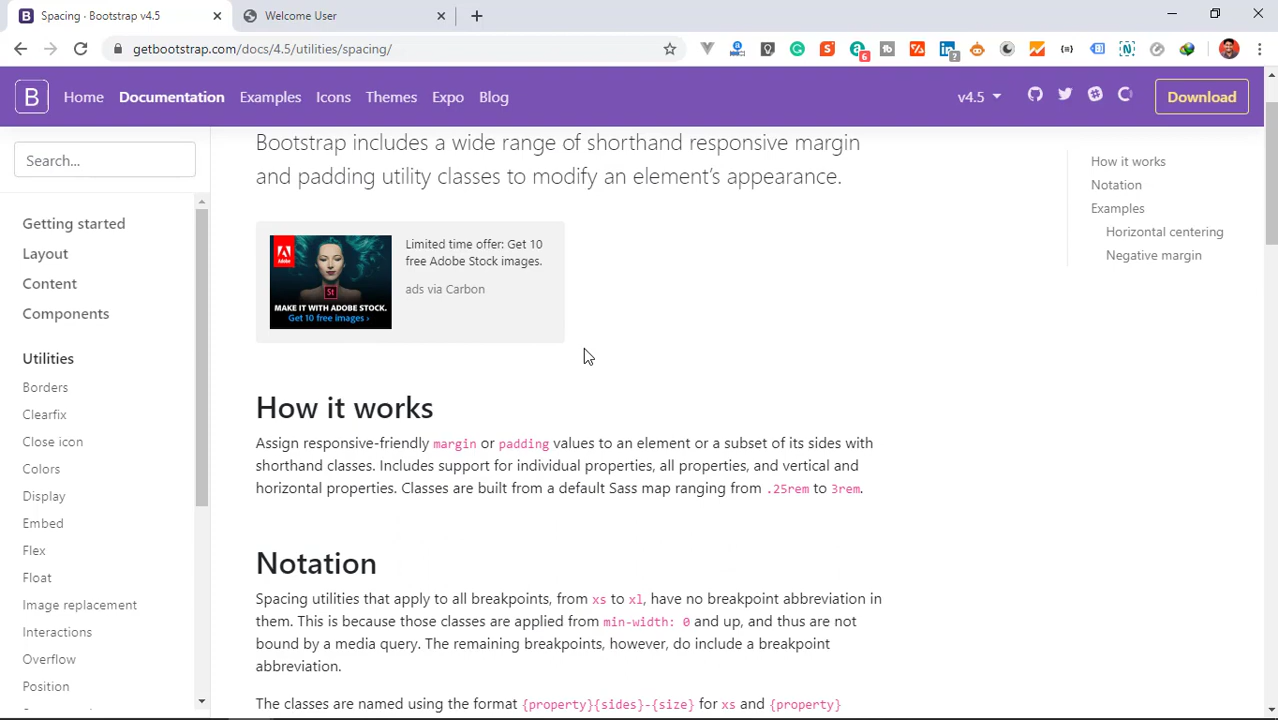 Spacing · Bootstrap v4.5
Welcome User
getbootstrap.com/docs/4.5/utilities/spacing/
B Home Documentation Examples Icons Themes Expo Blog v4.5 Download
Search...
Getting started
Layout
Content
Components
Utilities
Borders
Clearfix
Close icon
Colors
Display
Embed
Flex
Float
Image replacement
Interactions
Overflow
Position
Bootstrap includes a wide range of shorthand responsive margin
and padding utility classes to modify an element’s appearance.
Adobe
St
MAKE IT WITH ADOBE STOCK.
Get 10 free images ›
Limited time offer: Get 10
free Adobe Stock images.
ads via Carbon
How it works
Assign responsive-friendly margin or padding values to an element or a subset of its sides with
shorthand classes. Includes support for individual properties, all properties, and vertical and
horizontal properties. Classes are built from a default Sass map ranging from .25rem to 3rem.
Notation
Spacing utilities that apply to all breakpoints, from xs to xl, have no breakpoint abbreviation in
them. This is because those classes are applied from min-width: 0 and up, and thus are not
bound by a media query. The remaining breakpoints, however, do include a breakpoint
abbreviation.
The classes are named using the format {property}{sides}-{size} for xs and {property}
How it works
Notation
Examples
Horizontal centering
Negative margin